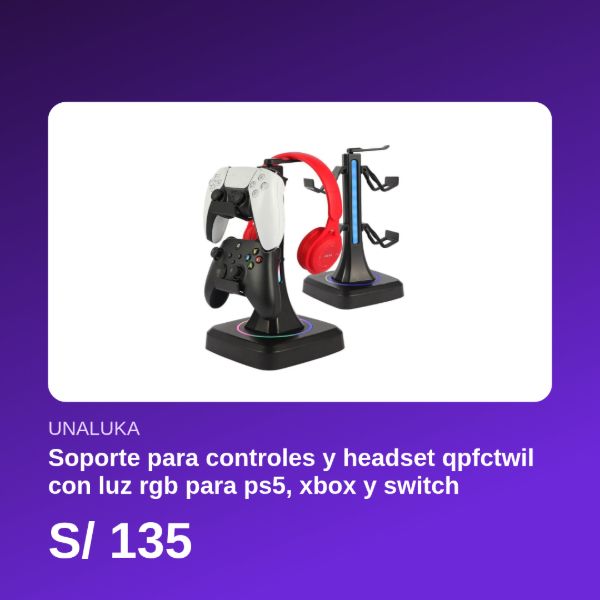 UNALUKA
Soporte para controles y headset qpfctwil
con luz rgb para ps5, xbox y switch
S/ 135